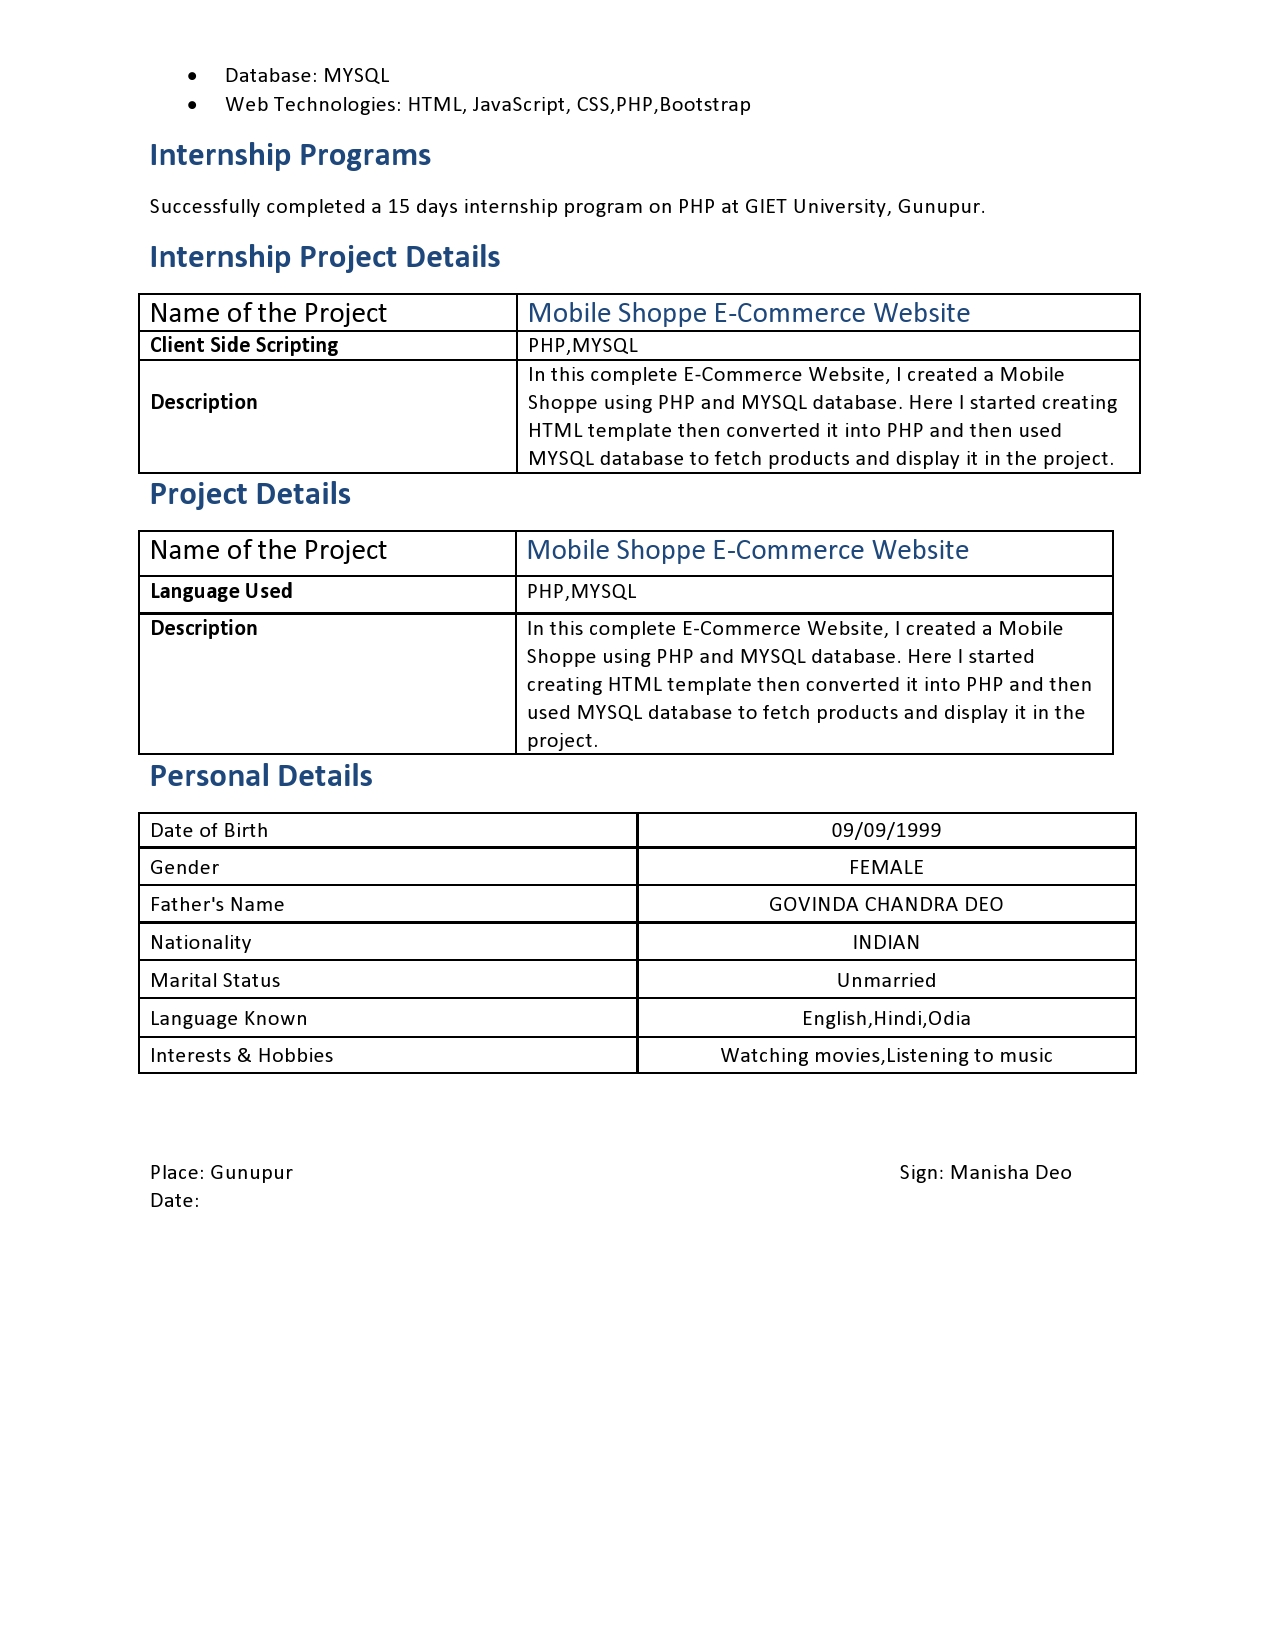 • Database: MYSQL
• Web Technologies: HTML, JavaScript, CSS,PHP,Bootstrap
Internship Programs
Successfully completed a 15 days internship program on PHP at GIET University, Gunupur.
Internship Project Details
Name of the Project Mobile Shoppe E-Commerce Website
Client Side Scripting PHP,MYSQL
Description
In this complete E-Commerce Website, I created a Mobile
Shoppe using PHP and MYSQL database. Here I started creating
HTML template then converted it into PHP and then used
MYSQL database to fetch products and display it in the project.
Project Details
Name of the Project Mobile Shoppe E-Commerce Website
Language Used PHP,MYSQL
Description In this complete E-Commerce Website, I created a Mobile
Shoppe using PHP and MYSQL database. Here I started
creating HTML template then converted it into PHP and then
used MYSQL database to fetch products and display it in the
project.
Personal Details
Date of Birth 09/09/1999
Gender FEMALE
Father's Name GOVINDA CHANDRA DEO
Nationality INDIAN
Marital Status Unmarried
Language Known English,Hindi,Odia
Interests & Hobbies Watching movies,Listening to music
Place: Gunupur Sign: Manisha Deo
Date: